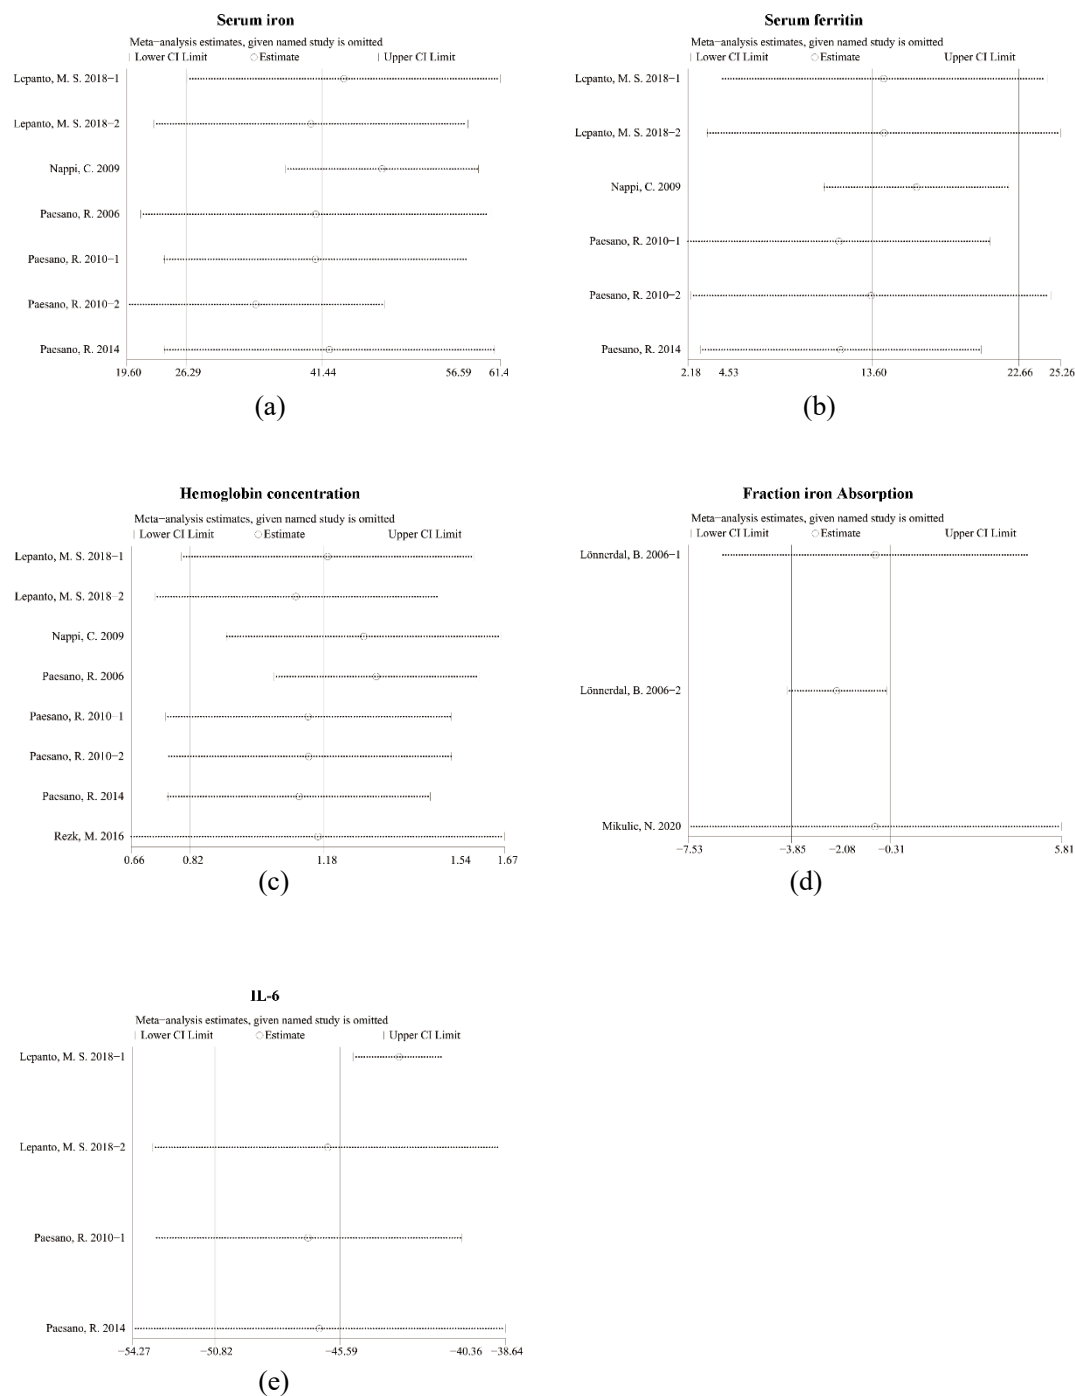 Serum iron
Meta−analysis estimates, given named study is omitted
Lower CI Limit Estimate Upper CI Limit
Lepanto, M. S. 2018−1
Lepanto, M. S. 2018−2
Nappi, C. 2009
Paesano, R. 2006
Paesano, R. 2010−1
Paesano, R. 2010−2
Paesano, R. 2014
19.60 26.29 41.44 56.59 61.4
(a)
Serum ferritin
Meta−analysis estimates, given named study is omitted
Lower CI Limit Estimate Upper CI Limit
Lepanto, M. S. 2018−1
Lepanto, M. S. 2018−2
Nappi, C. 2009
Paesano, R. 2010−1
Paesano, R. 2010−2
Paesano, R. 2014
2.18 4.53 13.60 22.66 25.26
(b)
Hemoglobin concentration
Meta−analysis estimates, given named study is omitted
Lower CI Limit Estimate Upper CI Limit
Lepanto, M. S. 2018−1
Lepanto, M. S. 2018−2
Nappi, C. 2009
Paesano, R. 2006
Paesano, R. 2010−1
Paesano, R. 2010−2
Paesano, R. 2014
Rezk, M. 2016
0.66 0.82 1.18 1.54 1.67
(c)
Fraction iron Absorption
Meta−analysis estimates, given named study is omitted
Lower CI Limit Estimate Upper CI Limit
Lönnerdal, B. 2006−1
Lönnerdal, B. 2006−2
Mikulic, N. 2020
−7.53 −3.85 −2.08 −0.31 5.81
(d)
IL-6
Meta−analysis estimates, given named study is omitted
Lower CI Limit Estimate Upper CI Limit
Lepanto, M. S. 2018−1
Lepanto, M. S. 2018−2
Paesano, R. 2010−1
Paesano, R. 2014
−54.27 −50.82 −45.59 −40.36 −38.64
(e)